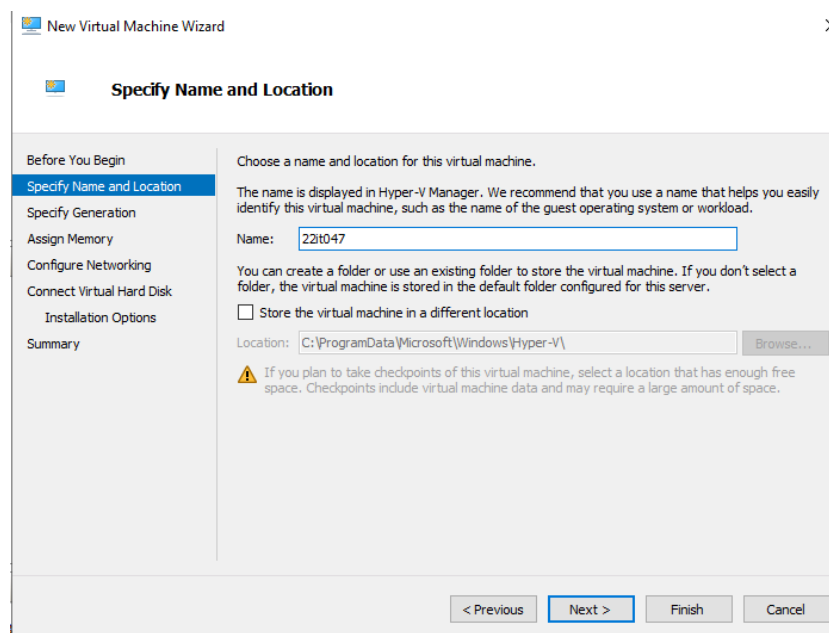 New Virtual Machine Wizard
Specify Name and Location
Before You Begin
Specify Name and Location
Specify Generation
Assign Memory
Configure Networking
Connect Virtual Hard Disk
Installation Options
Summary
Choose a name and location for this virtual machine.
The name is displayed in Hyper-V Manager. We recommend that you use a name that helps you easily
identify this virtual machine, such as the name of the guest operating system or workload.
Name: 22it047
You can create a folder or use an existing folder to store the virtual machine. If you don't select a
folder, the virtual machine is stored in the default folder configured for this server.
Store the virtual machine in a different location
Location: C:\ProgramData\Microsoft\Windows\Hyper-V\ Browse...
If you plan to take checkpoints of this virtual machine, select a location that has enough free
space. Checkpoints include virtual machine data and may require a large amount of space.
< Previous Next > Finish Cancel